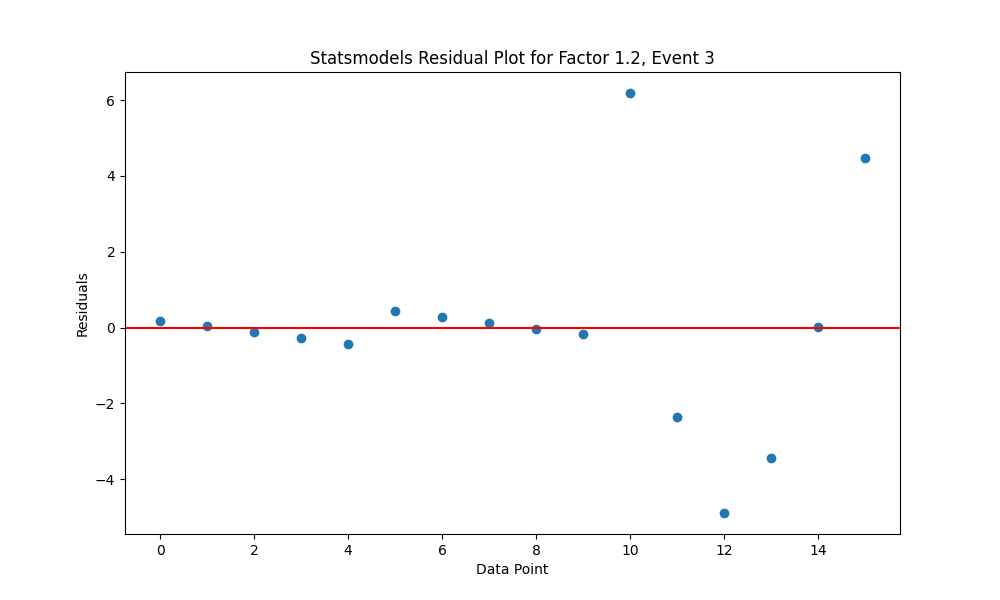 Statsmodels Residual Plot for Factor 1.2, Event 3
6
4
2
0
−2
−4
Residuals
0 2 4 6 8 10 12 14
Data Point